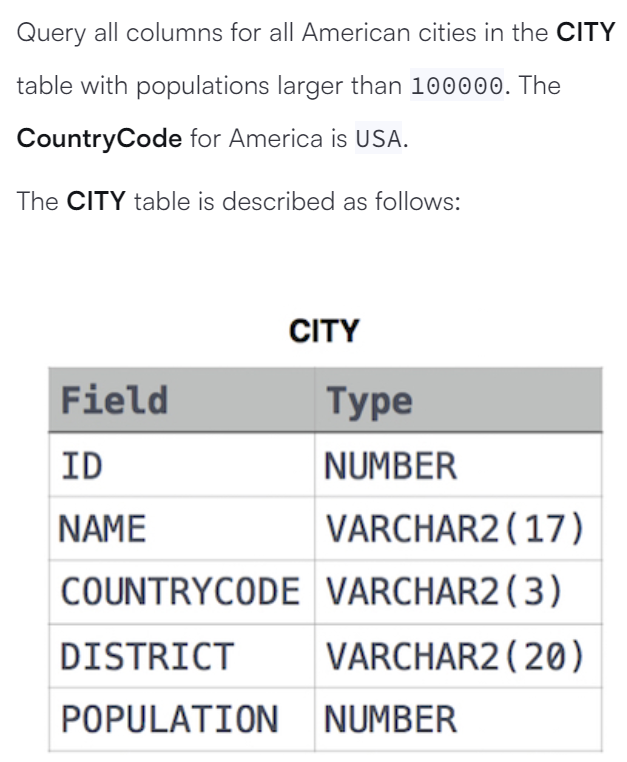 Query all columns for all American cities in the CITY
table with populations larger than 100000. The
CountryCode for America is USA.
The CITY table is described as follows:
CITY
Field Type
ID NUMBER
NAME VARCHAR2(17)
COUNTRYCODE VARCHAR2(3)
DISTRICT VARCHAR2(20)
POPULATION NUMBER